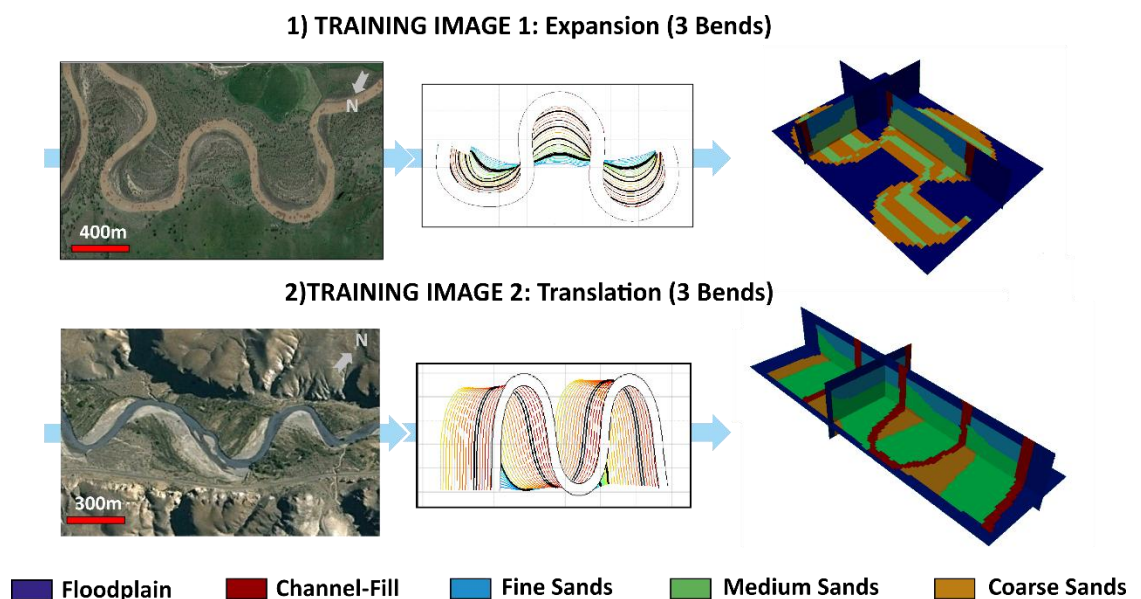 1) TRAINING IMAGE 1: Expansion (3 Bends)
N
400m
2)TRAINING IMAGE 2: Translation (3 Bends)
N
300m
Floodplain
Channel-Fill
Fine Sands
Medium Sands
Coarse Sands